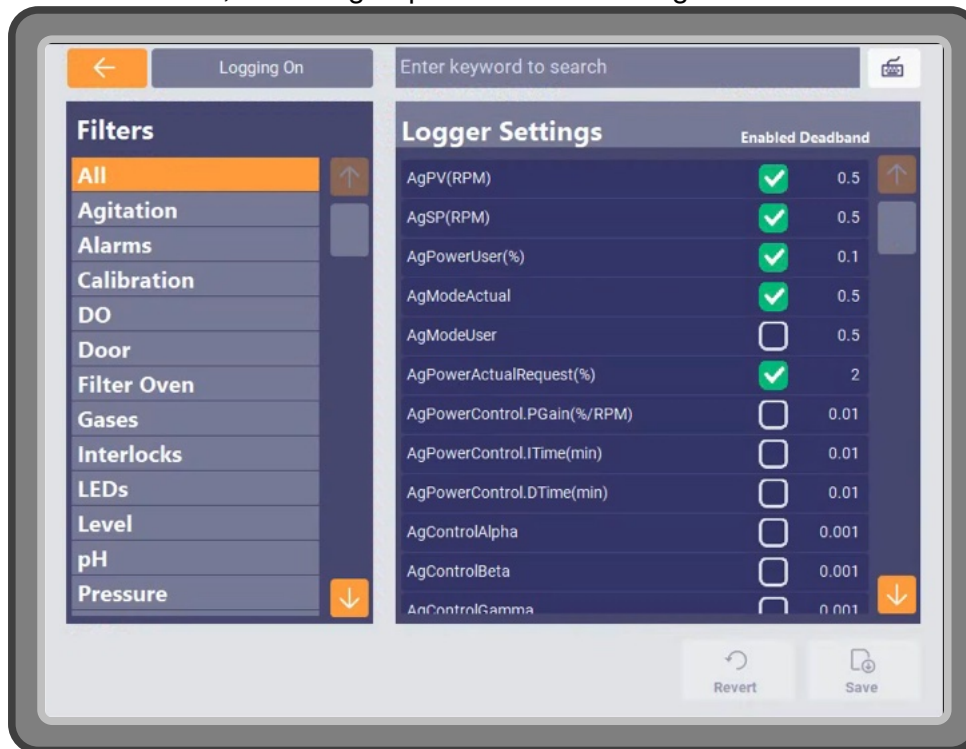 Logging On
Enter keyword to search
Filters
All
Agitation
Alarms
Calibration
DO
Door
Filter Oven
Gases
Interlocks
LEDs
Level
pH
Pressure
Logger Settings Enabled Deadband
AgPV(RPM) 0.5
AgSP(RPM) 0.5
AgPowerUser(%) 0.1
AgModeActual 0.5
AgModeUser 0.5
AgPowerActualRequest(%) 2
AgPowerControl.PGain(%/RPM) 0.01
AgPowerControl.ITime(min) 0.01
AgPowerControl.DTime(min) 0.01
AgControlAlpha 0.001
AgControlBeta 0.001
AgControlGamma 0.001
Revert
Save